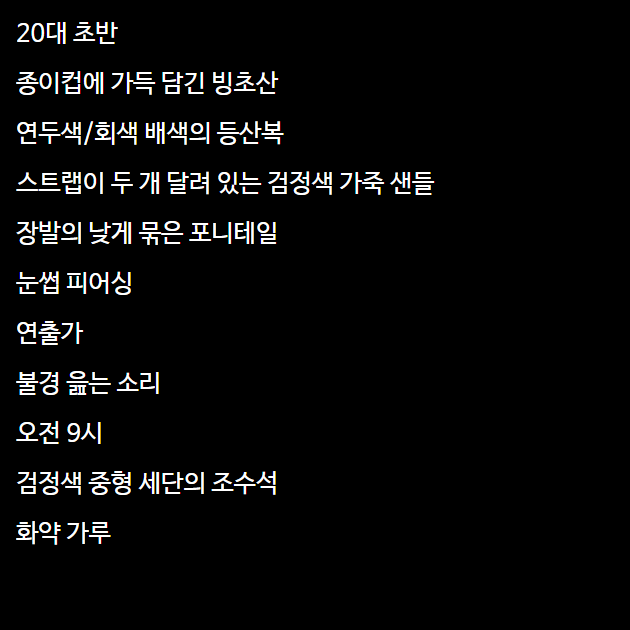 20대 초반
종이컵에 가득 담긴 빙초산
연두색/회색 배색의 등산복
스트랩이 두 개 달려 있는 검정색 가죽 샌들
장발의 낮게 묶은 포니테일
눈썹 피어싱
연출가
불경 읊는 소리
오전 9시
검정색 중형 세단의 조수석
화약 가루